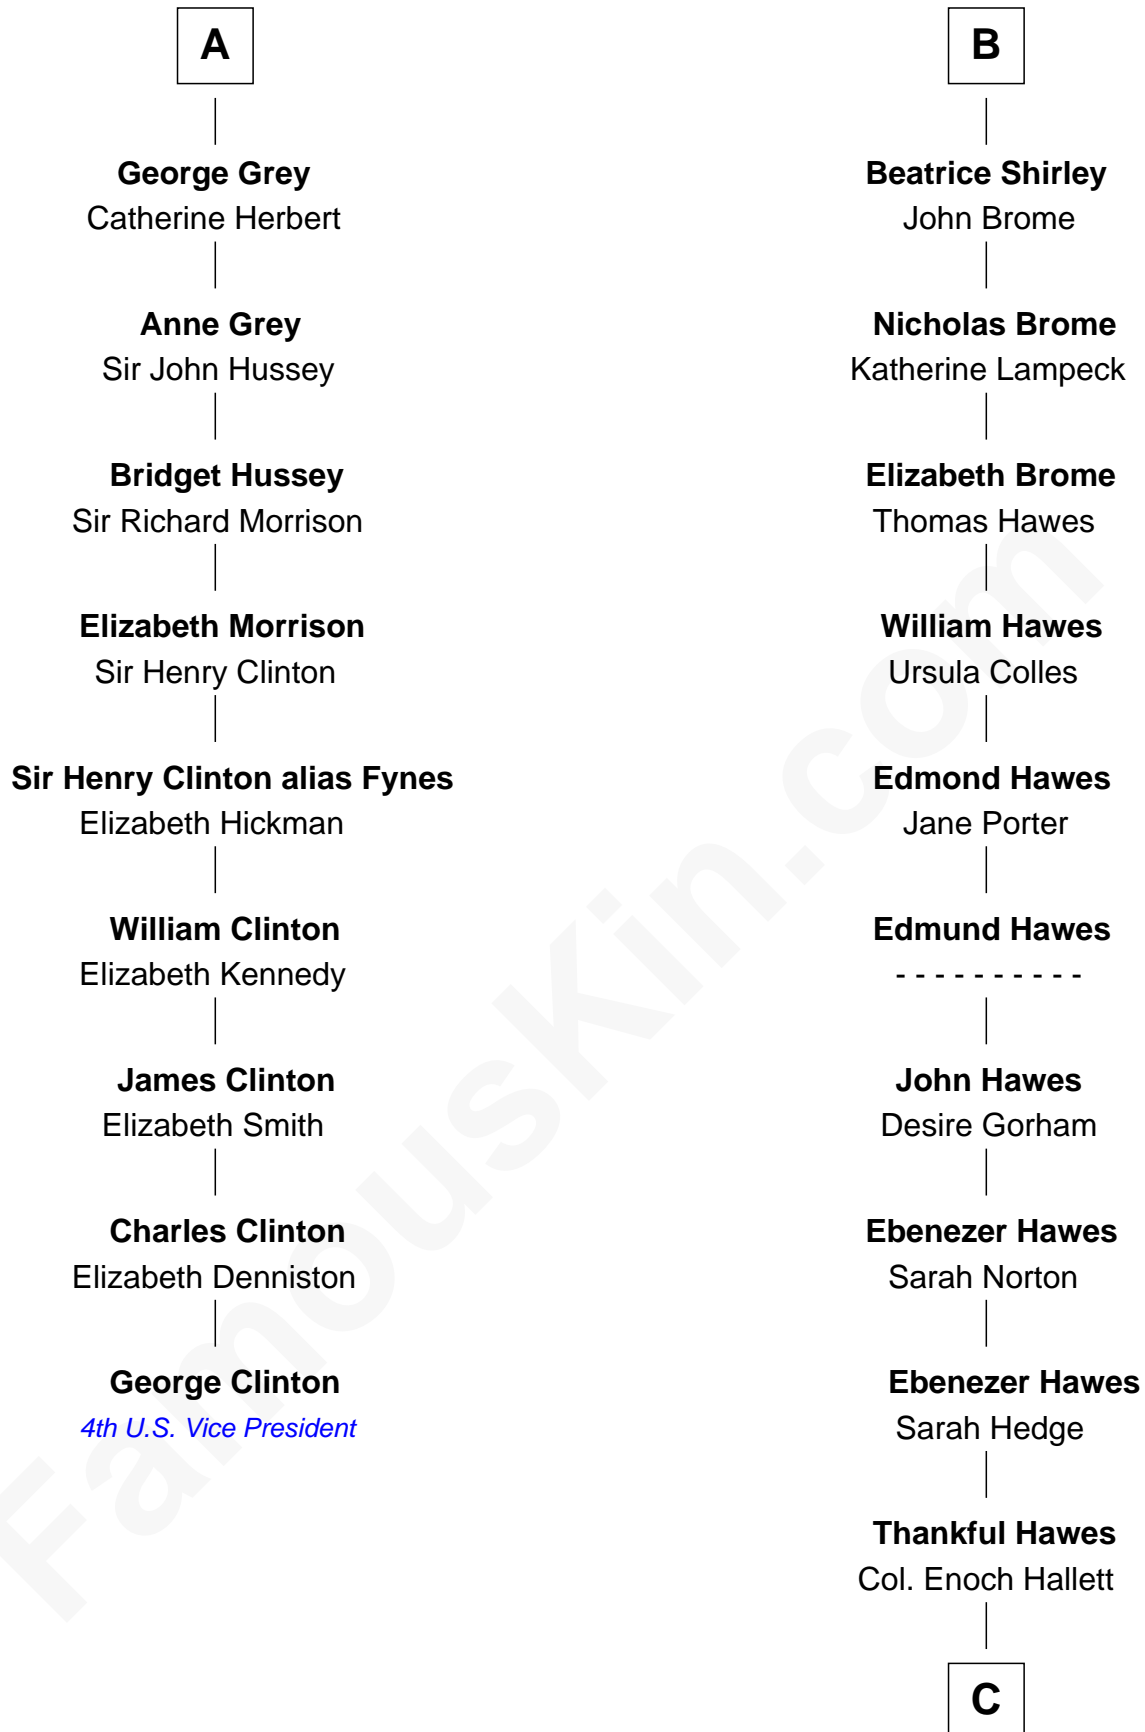 A
George Grey
Catherine Herbert
Anne Grey
Sir John Hussey
Bridget Hussey
Sir Richard Morrison
Elizabeth Morrison
Sir Henry Clinton
Sir Henry Clinton alias Fynes
Elizabeth Hickman
William Clinton
Elizabeth Kennedy
James Clinton
Elizabeth Smith
Charles Clinton
Elizabeth Denniston
George Clinton
4th U.S. Vice President
B
Beatrice Shirley
John Brome
Nicholas Brome
Katherine Lampeck
Elizabeth Brome
Thomas Hawes
William Hawes
Ursula Colles
Edmond Hawes
Jane Porter
Edmund Hawes
- - - - - - - - - -
John Hawes
Desire Gorham
Ebenezer Hawes
Sarah Norton
Ebenezer Hawes
Sarah Hedge
Thankful Hawes
Col. Enoch Hallett
C
FamousKin.com